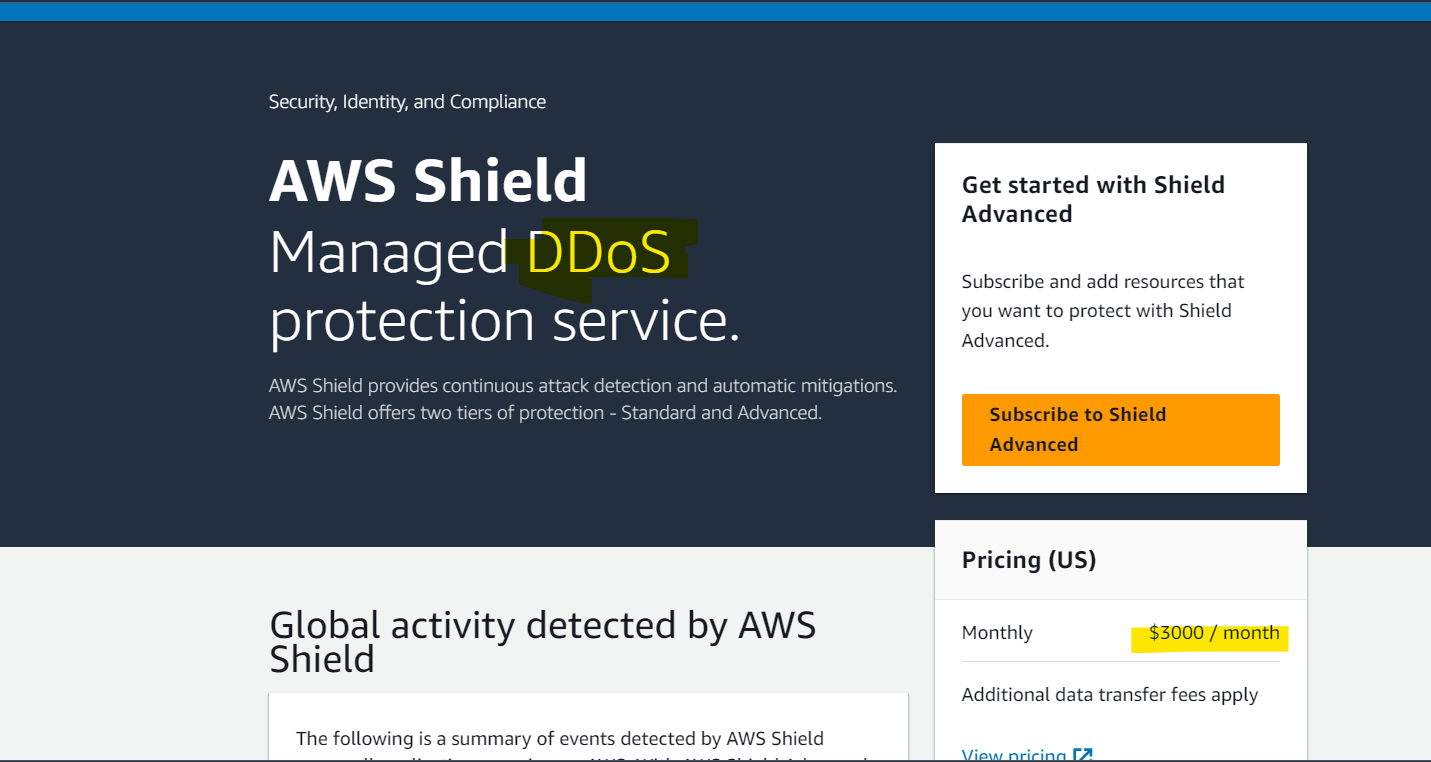 Security, Identity, and Compliance
AWS Shield
Managed DDoS
protection service.
AWS Shield provides continuous attack detection and automatic mitigations.
AWS Shield offers two tiers of protection - Standard and Advanced.
Get started with Shield
Advanced
Subscribe and add resources that
you want to protect with Shield
Advanced.
Subscribe to Shield
Advanced
Pricing (US)
Monthly $3000 / month
Additional data transfer fees apply
View pricing
Global activity detected by AWS
Shield
The following is a summary of events detected by AWS Shield